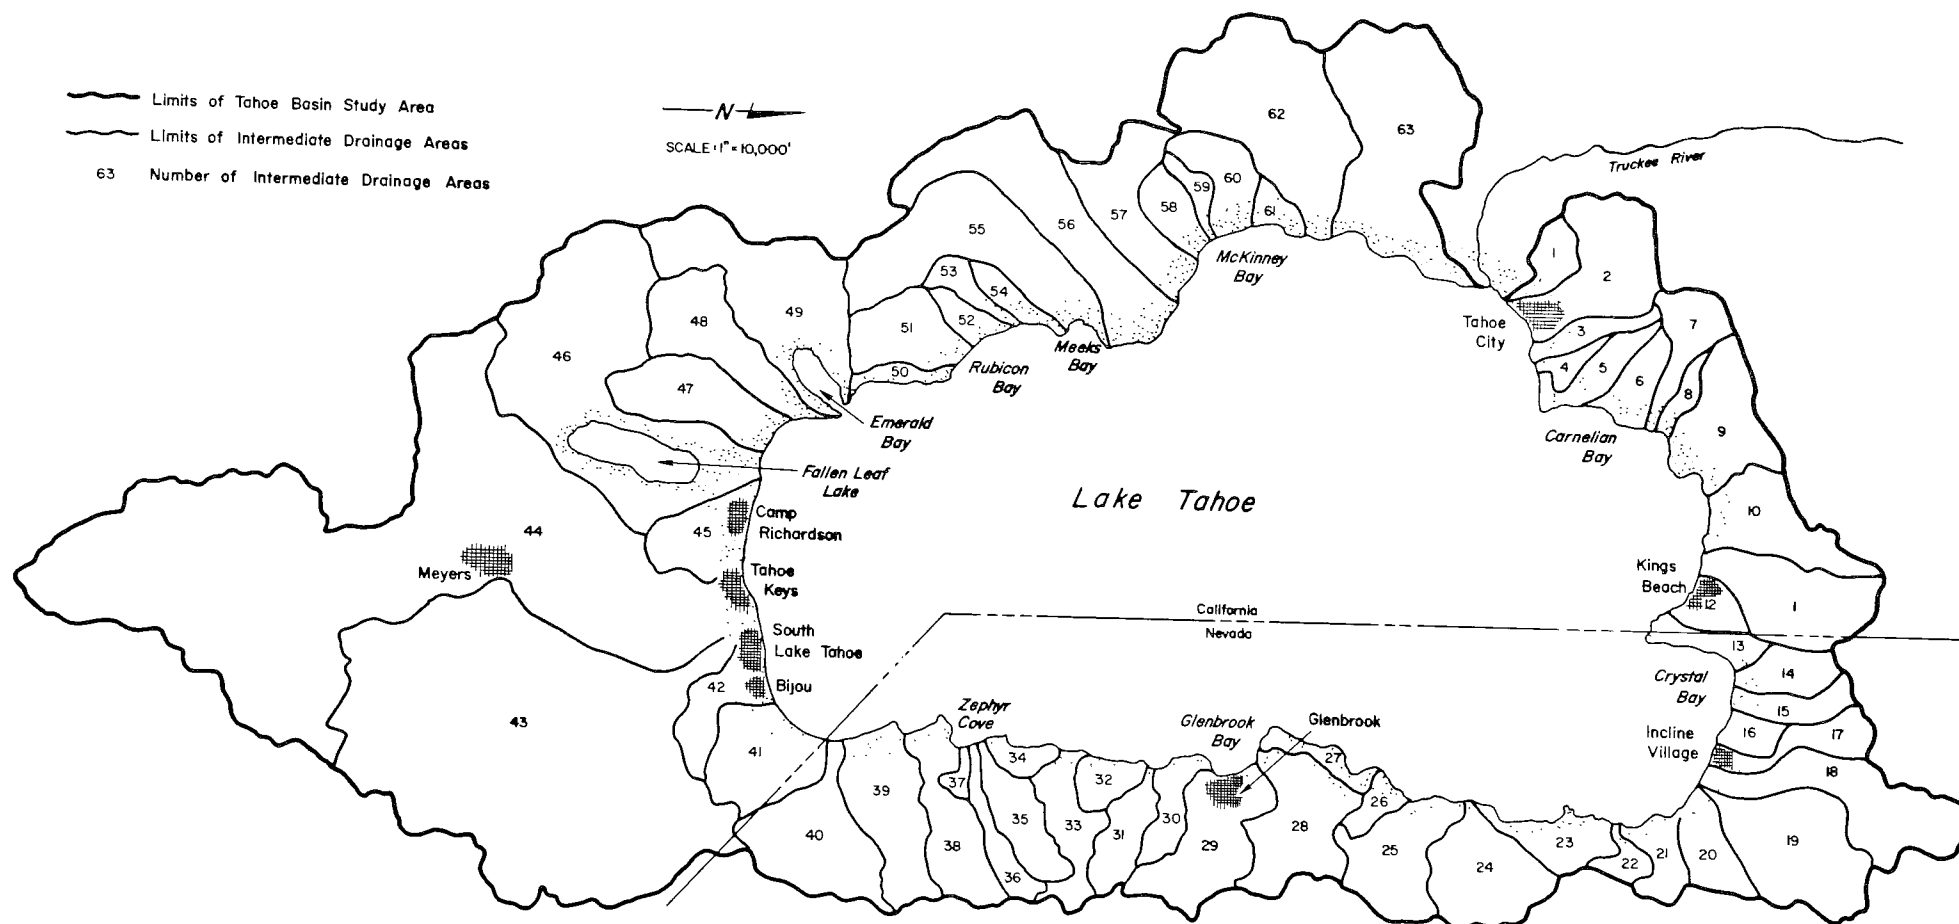 Limits of Tahoe Basin Study Area
Limits of Intermediate Drainage Areas
63 Number of Intermediate Drainage Areas
N
SCALE: 1" = 10,000'
Truckee River
62
63
60
59
61
58
57
56
55
53
54
52
51
50
49
48
47
46
McKinney
Bay
Meeks
Bay
Rubicon
Bay
Emerald
Bay
Fallen Leaf
Lake
1
2
3
4
5
6
7
8
9
10
Tahoe
City
Carnelian
Bay
Lake Tahoe
Camp
Richardson
45
44
Meyers
Tahoe
Keys
South
Lake Tahoe
Bijou
42
43
41
Kings
Beach
12
1
California
Nevada
13
14
Crystal
Bay
15
16
17
Incline
Village
18
Zephyr
Cove
Glenbrook
Bay
Glenbrook
40
39
38
37
36
35
34
33
32
31
30
29
28
27
26
25
24
23
22
21
20
19